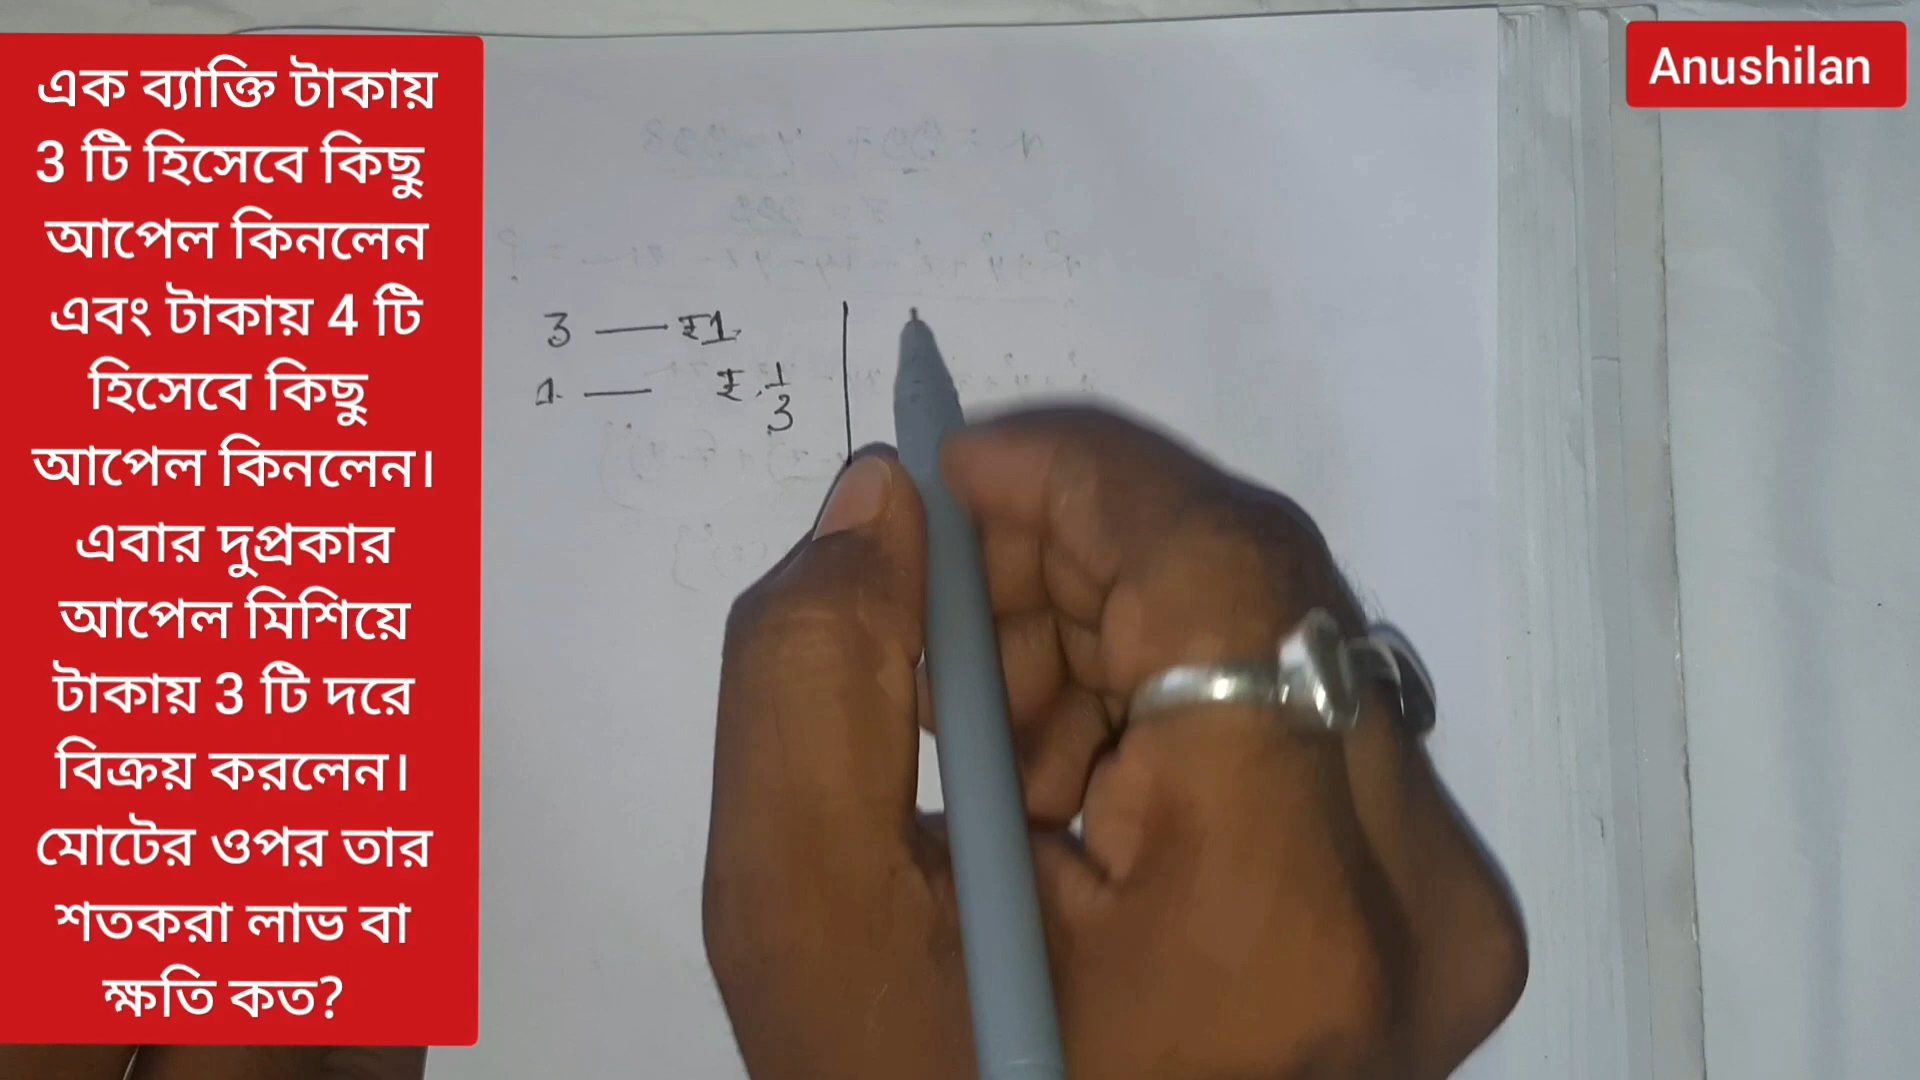 এক ব্যাক্তি টাকায়
3 টি হিসেবে কিছু
আপেল কিনলেন
এবং টাকায় 4 টি
হিসেবে কিছু
আপেল কিনলেন।
এবার দুপ্রকার
আপেল মিশিয়ে
টাকায় 3 টি দরে
বিক্রয় করলেন।
মোটের ওপর তার
শতকরা লাভ বা
ক্ষতি কত?
Anushilan
3 — ₹1
1 — ₹ 1/3